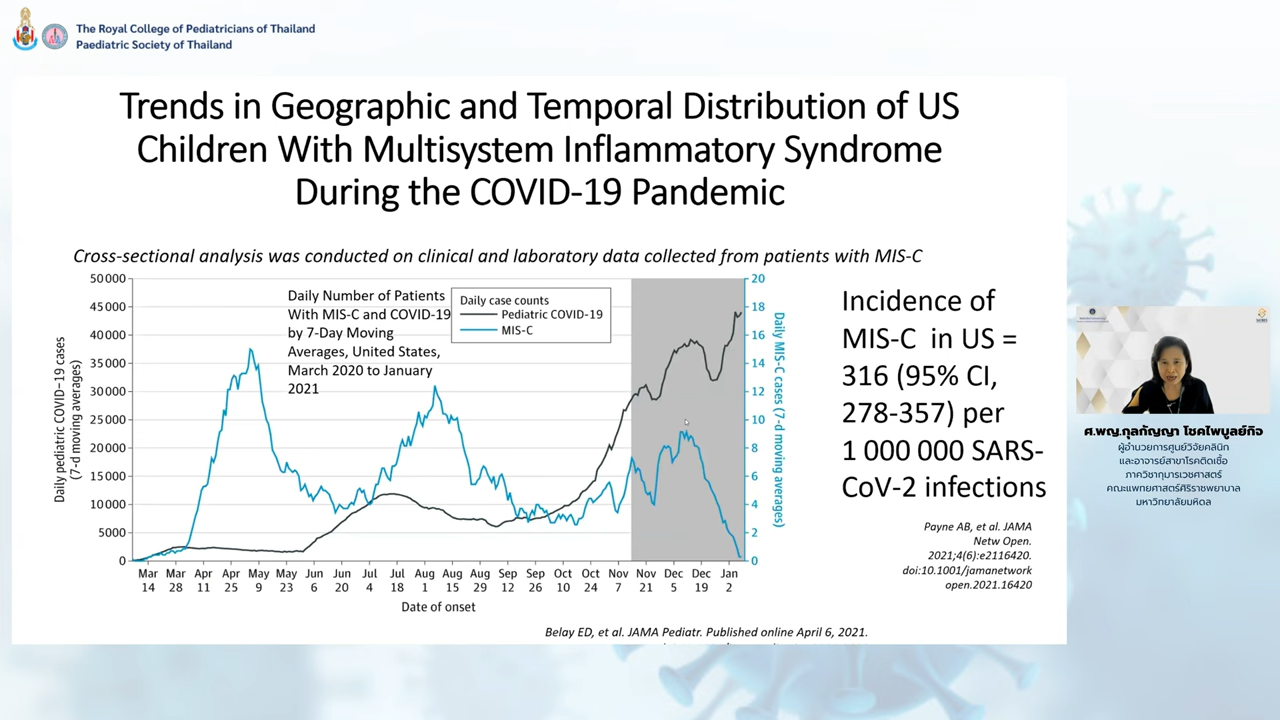 The Royal College of Pediatricians of Thailand
Paediatric Society of Thailand
Trends in Geographic and Temporal Distribution of US
Children With Multisystem Inflammatory Syndrome
During the COVID-19 Pandemic
Cross-sectional analysis was conducted on clinical and laboratory data collected from patients with MIS-C
Daily pediatric COVID-19 cases
(7-d moving averages)
50000
45000
40000
35000
30000
25000
20000
15000
10000
5000
0
Daily Number of Patients
With MIS-C and COVID-19
by 7-Day Moving
Averages, United States,
March 2020 to January
2021
Daily case counts
Pediatric COVID-19
MIS-C
20
18
16
14
12
10
8
6
4
2
0
Daily MIS-C cases (7-d moving averages)
Mar Mar Apr Apr May May Jun Jun Jul Jul Aug Aug Aug Sep Sep Oct Oct Nov Nov Dec Dec Jan
14 28 11 25 9 23 6 20 4 18 1 15 29 12 26 10 24 7 21 5 19 2
Date of onset
Incidence of
MIS-C in US =
316 (95% CI,
278-357) per
1 000 000 SARS-
CoV-2 infections
Payne AB, et al. JAMA
Netw Open.
2021;4(6):e2116420.
doi:10.1001/jamanetwork
open.2021.16420
Belay ED, et al. JAMA Pediatr. Published online April 6, 2021.
ศ.พญ.กุลกัญญา โชคไพบูลย์กิจ
ผู้อำนวยการศูนย์วิจัยคลินิก
และอาจารย์สาขาโรคติดเชื้อ
ภาควิชากุมารเวชศาสตร์
คณะแพทยศาสตร์ศิริราชพยาบาล
มหาวิทยาลัยมหิดล